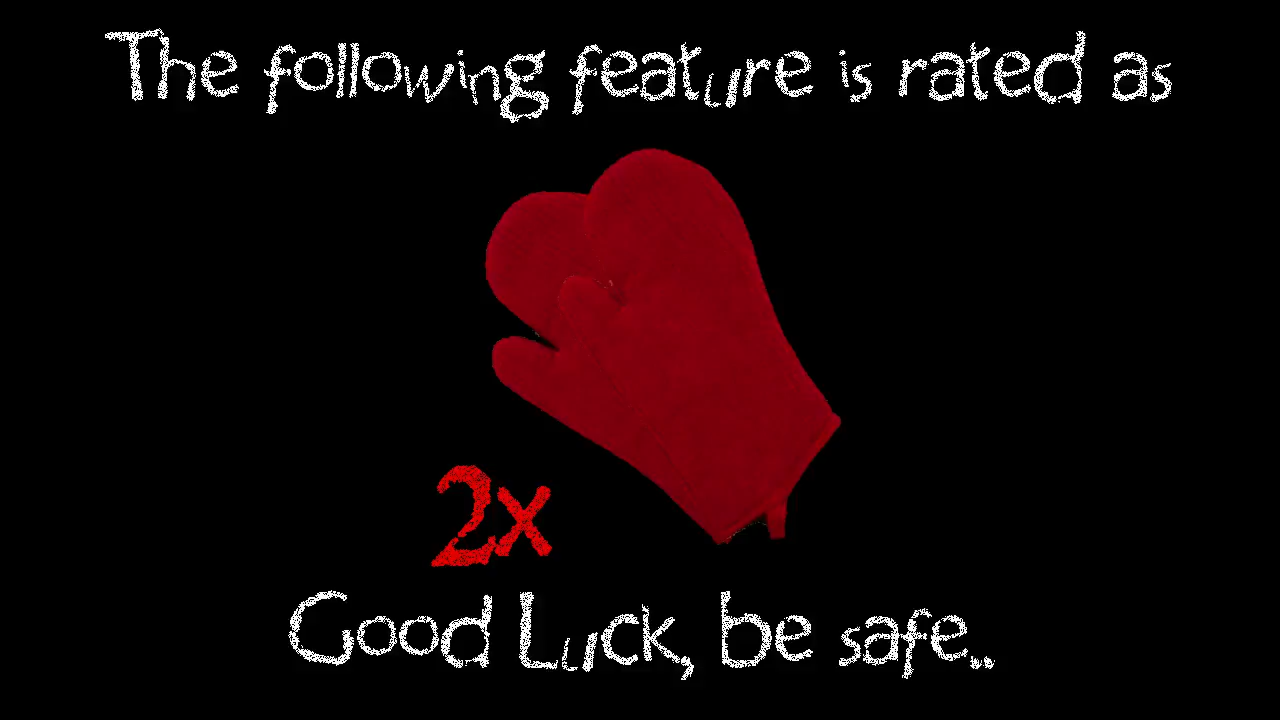 The following feature is rated as
2x
Good Luck, be safe..